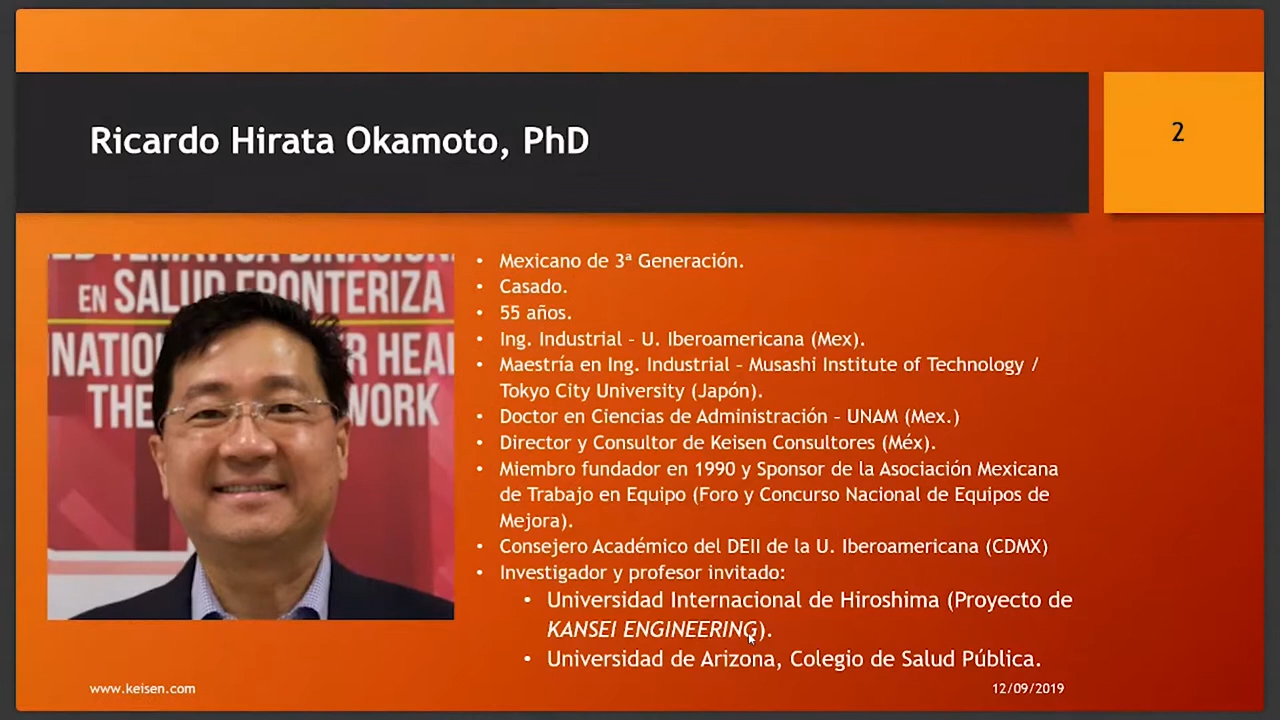 Ricardo Hirata Okamoto, PhD
2
ED TEMÁTICA BINACION
EN SALUD FRONTERIZA
NATIO R HEAL
THE WORK
• Mexicano de 3ª Generación.
• Casado.
• 55 años.
• Ing. Industrial – U. Iberoamericana (Mex).
• Maestría en Ing. Industrial – Musashi Institute of Technology /
Tokyo City University (Japón).
• Doctor en Ciencias de Administración – UNAM (Mex.)
• Director y Consultor de Keisen Consultores (Méx).
• Miembro fundador en 1990 y Sponsor de la Asociación Mexicana
de Trabajo en Equipo (Foro y Concurso Nacional de Equipos de
Mejora).
• Consejero Académico del DEII de la U. Iberoamericana (CDMX)
• Investigador y profesor invitado:
• Universidad Internacional de Hiroshima (Proyecto de
KANSEI ENGINEERING).
• Universidad de Arizona, Colegio de Salud Pública.
www.keisen.com
12/09/2019